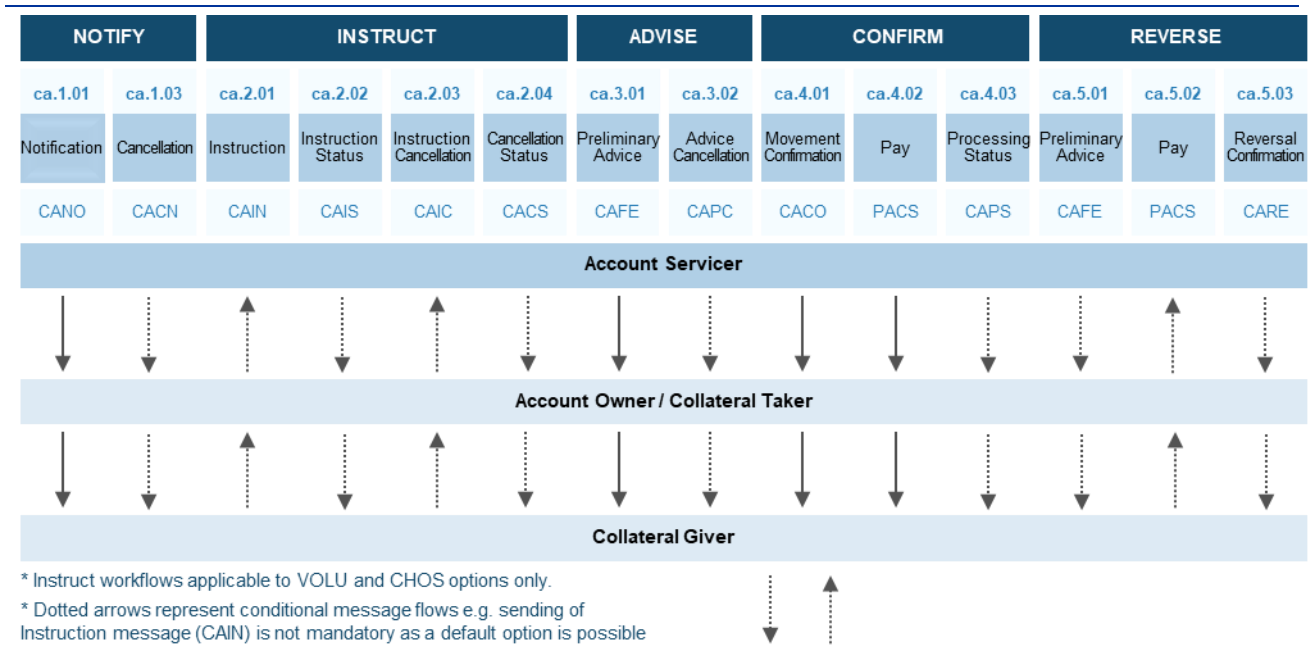 NOTIFY INSTRUCT ADVISE CONFIRM REVERSE
ca.1.01 ca.1.03 ca.2.01 ca.2.02 ca.2.03 ca.2.04 ca.3.01 ca.3.02 ca.4.01 ca.4.02 ca.4.03 ca.5.01 ca.5.02 ca.5.03
Notification Cancellation Instruction Instruction Instruction Cancellation Preliminary Advice Movement Pay Processing Preliminary Pay Reversal
Status Cancellation Status Advice Cancellation Confirmation Status Advice Confirmation
CANO CACN CAIN CAIS CAIC CACS CAFE CAPC CACO PACS CAPS CAFE PACS CARE
Account Servicer
Account Owner / Collateral Taker
Collateral Giver
* Instruct workflows applicable to VOLU and CHOS options only.
* Dotted arrows represent conditional message flows e.g. sending of
Instruction message (CAIN) is not mandatory as a default option is possible